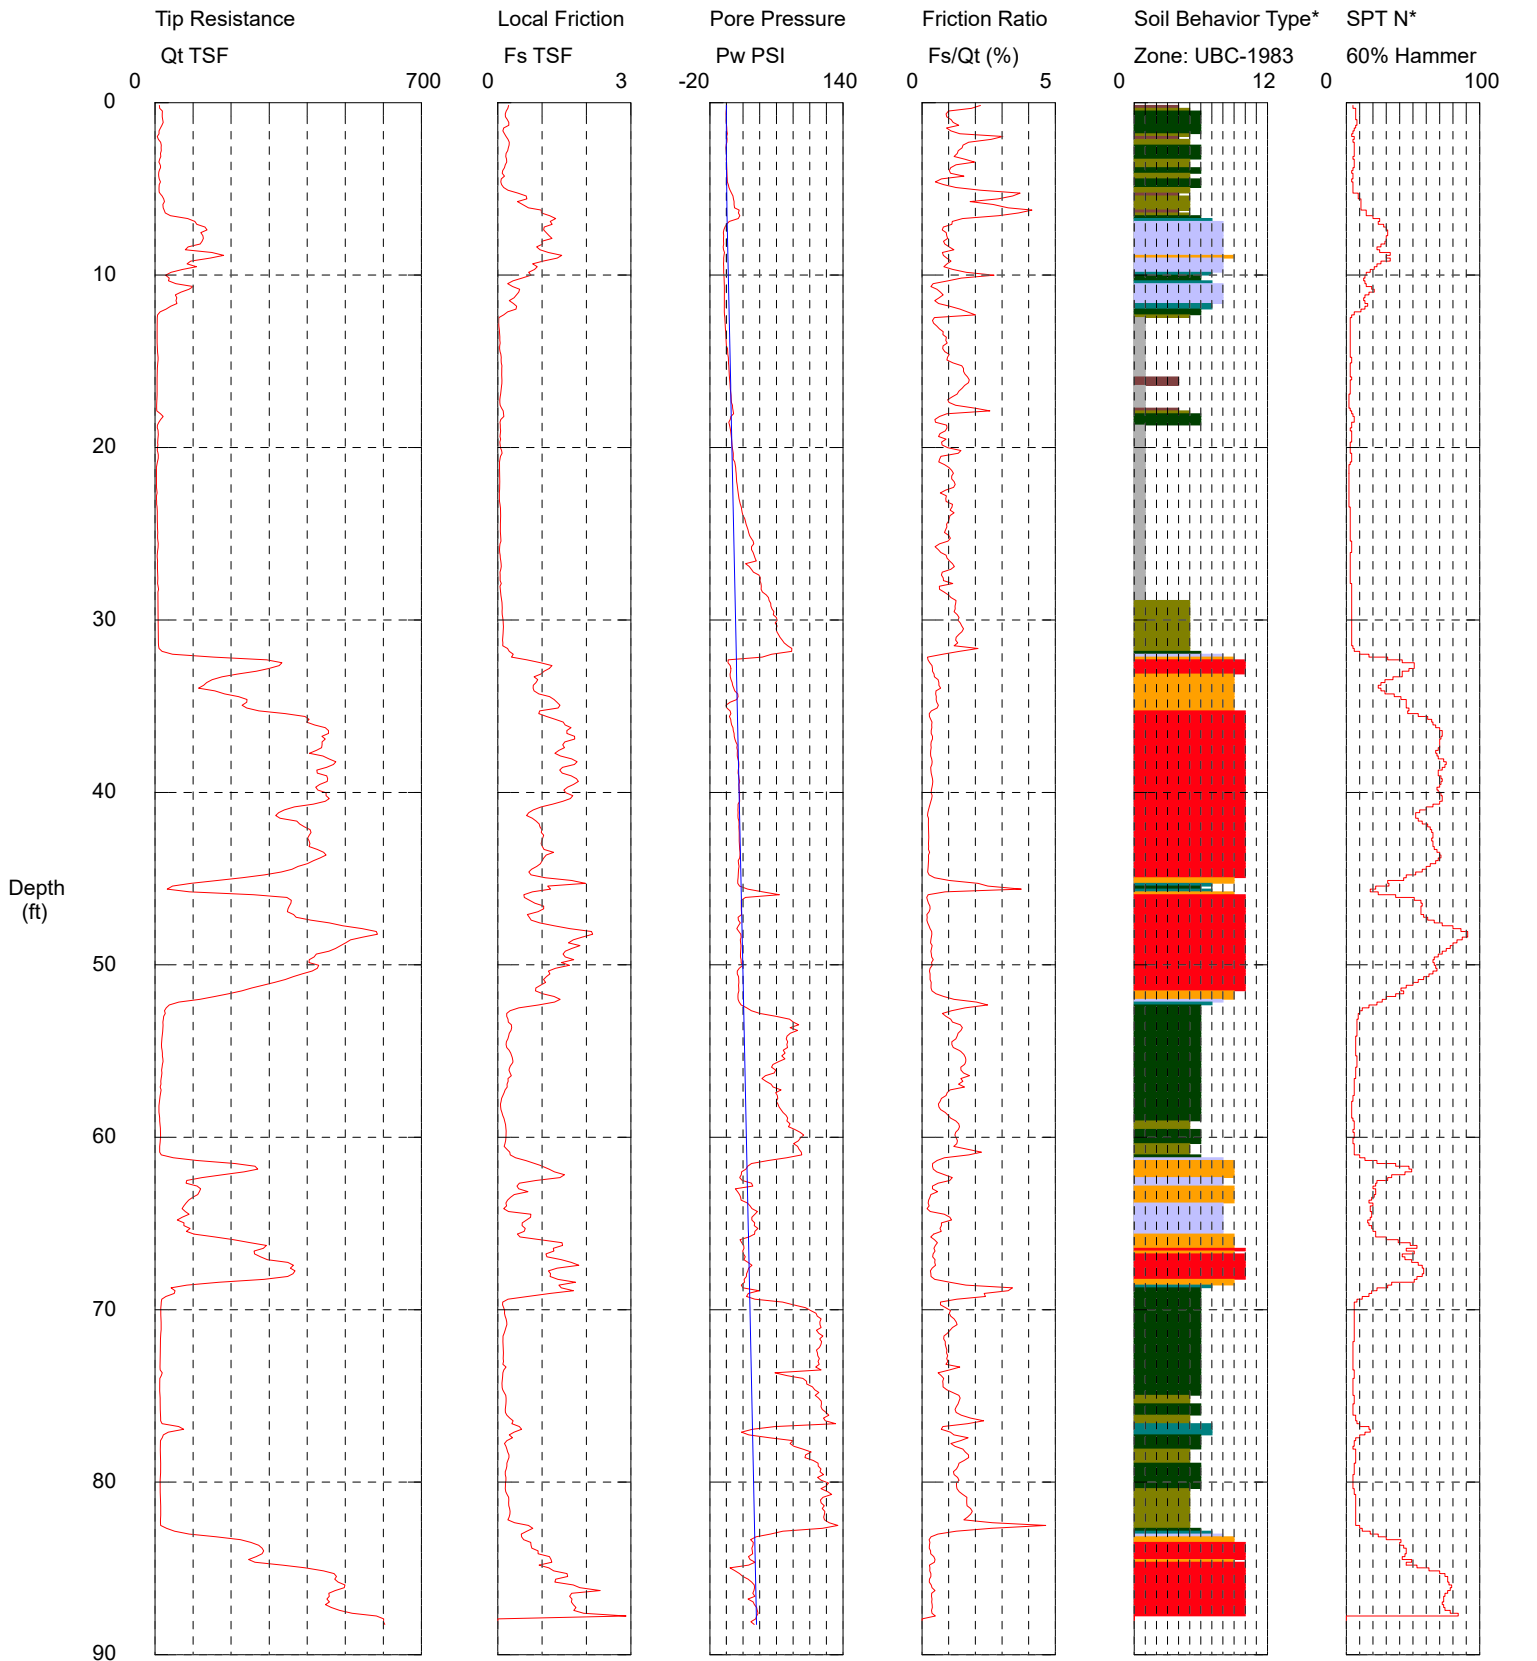 Tip Resistance Local Friction Pore Pressure Friction Ratio Soil Behavior Type* SPT N*
Qt TSF Fs TSF Pw PSI Fs/Qt (%) Zone: UBC-1983 60% Hammer
0 700 0 3 -20 140 0 5 0 12 0 100
0
10
20
30
40
Depth
(ft)
50
60
70
80
90